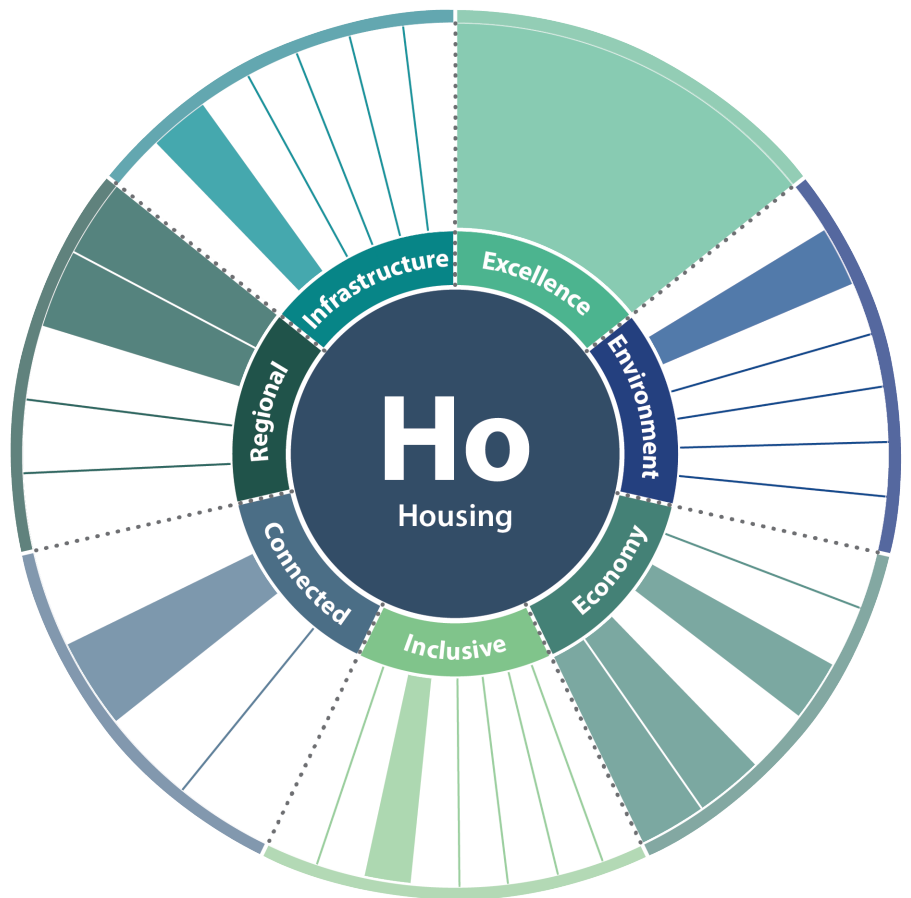 Ho
Housing
Excellence
Environment
Economy
Inclusive
Connected
Regional
Infrastructure